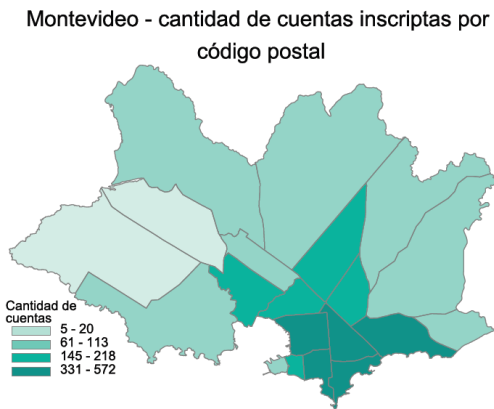 Montevideo - cantidad de cuentas inscriptas por
código postal
Cantidad de
cuentas
5 - 20
61 - 113
145 - 218
331 - 572